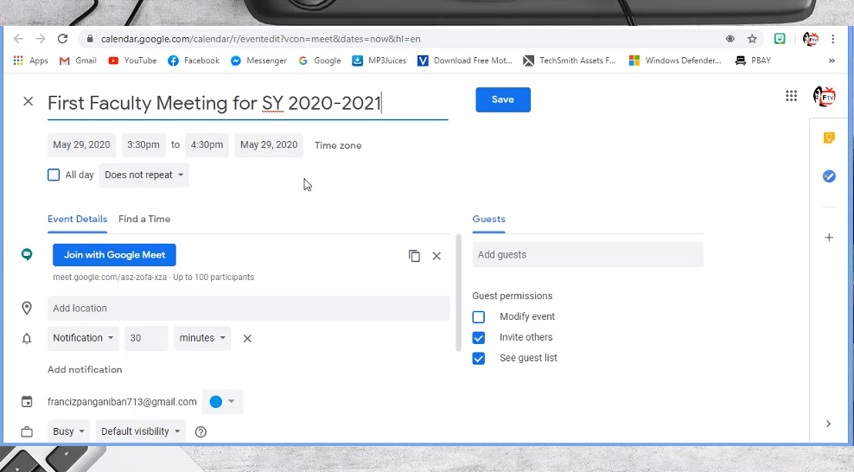 calendar.google.com/calendar/r/eventedit?vcon=meet&dates=now&hl=en
Apps Gmail YouTube Facebook Messenger Google MP3Juices Download Free Mot... TechSmith Assets F... Windows Defender... PBAY »
First Faculty Meeting for SY 2020-2021 Save
FTV
May 29, 2020 3:30pm to 4:30pm May 29, 2020 Time zone
All day Does not repeat
Event Details Find a Time Guests
Join with Google Meet Add guests
meet.google.com/asz-zofa-xza · Up to 100 participants
Guest permissions
Add location Modify event
Notification 30 minutes Invite others
See guest list
Add notification
francizpanganiban713@gmail.com
Busy Default visibility